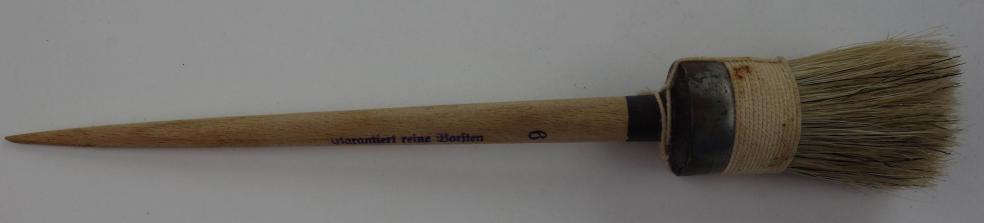 Garantiert reine Borsten 6